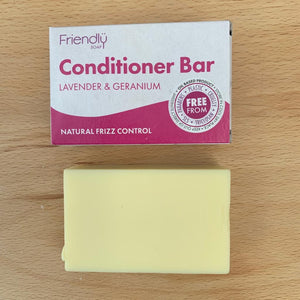 Friendly
SOAP
Conditioner Bar
LAVENDER & GERANIUM
FREE
FROM
NATURAL FRIZZ CONTROL